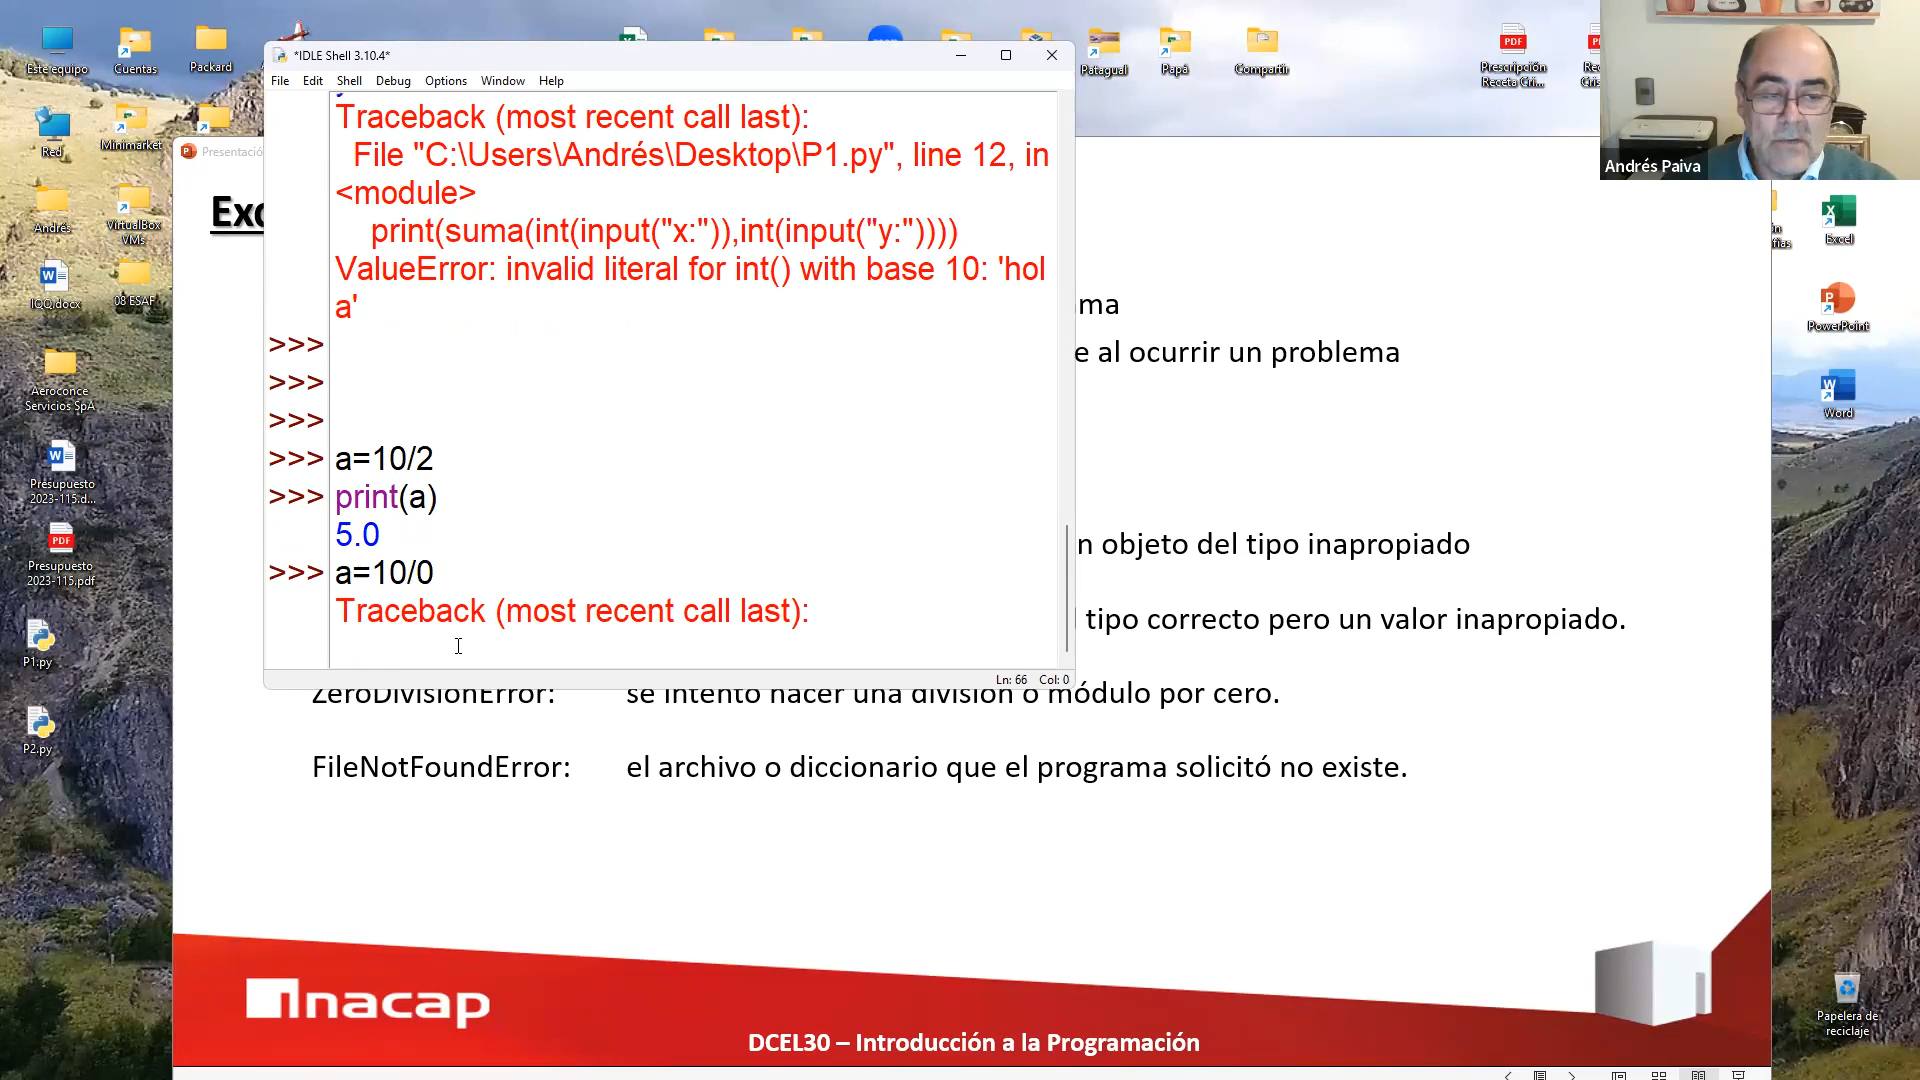 Este equipo
Cuentas
Packard
Red
Minimarket
Andrés
VirtualBox
VMs
IQQ.docx
08 ESAF
Aeroconce
Servicios SpA
Presupuesto
2023-115.d...
Presupuesto
2023-115.pdf
P1.py
P2.py
*IDLE Shell 3.10.4*
File Edit Shell Debug Options Window Help
Traceback (most recent call last):
File "C:\Users\Andrés\Desktop\P1.py", line 12, in
<module>
print(suma(int(input("x:")),int(input("y:"))))
ValueError: invalid literal for int() with base 10: 'hol
a'
>>>
>>>
>>>
>>> a=10/2
>>> print(a)
5.0
>>> a=10/0
Traceback (most recent call last):
Ln: 66 Col: 0
Patagual
Papá
Compartir
PDF
Prescripción
Receta Cri...
PDF
Andrés Paiva
Excel
PowerPoint
Word
Papelera de
reciclaje
Presentació
Exc
ma
e al ocurrir un problema
n objeto del tipo inapropiado
tipo correcto pero un valor inapropiado.
ZeroDivisionError: se intentó hacer una división o módulo por cero.
FileNotFoundError: el archivo o diccionario que el programa solicitó no existe.
Inacap
DCEL30 – Introducción a la Programación